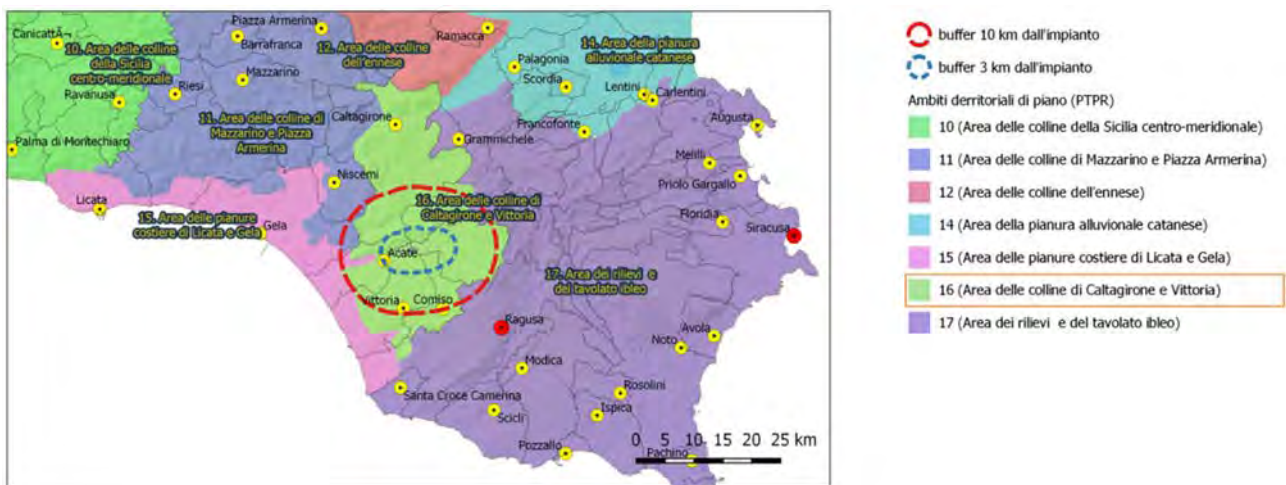 CanicattÃ¬
Piazza Armerina
Barrafranca
Ramacca
10. Area delle colline
della Sicilia
centro-meridionale
12. Area delle colline
dell'ennese
14. Area della pianura
alluvionale catanese
Palagonia
Scordia
Riesi
Mazzarino
Ravanusa
Lentini
Carlentini
11. Area delle colline di
Mazzarino e Piazza
Armerina
Caltagirone
Francofonte
Augusta
Grammichele
Palma di Montechiaro
Melilli
Niscemi
Priolo Gargallo
Licata
15. Area delle pianure
costiere di Licata e Gela
Gela
16. Area delle colline di
Caltagirone e Vittoria
Floridia
Siracusa
Acate
17. Area dei rilievi e
del tavolato ibleo
Vittoria
Comiso
Ragusa
Avola
Noto
Modica
Santa Croce Camerina
Rosolini
Scicli
Ispica
Pozzallo
Pachino
0 5 10 15 20 25 km
buffer 10 km dall'impianto
buffer 3 km dall'impianto
Ambiti derritoriali di piano (PTPR)
10 (Area delle colline della Sicilia centro-meridionale)
11 (Area delle colline di Mazzarino e Piazza Armerina)
12 (Area delle colline dell'ennese)
14 (Area della pianura alluvionale catanese)
15 (Area delle pianure costiere di Licata e Gela)
16 (Area delle colline di Caltagirone e Vittoria)
17 (Area dei rilievi e del tavolato ibleo)